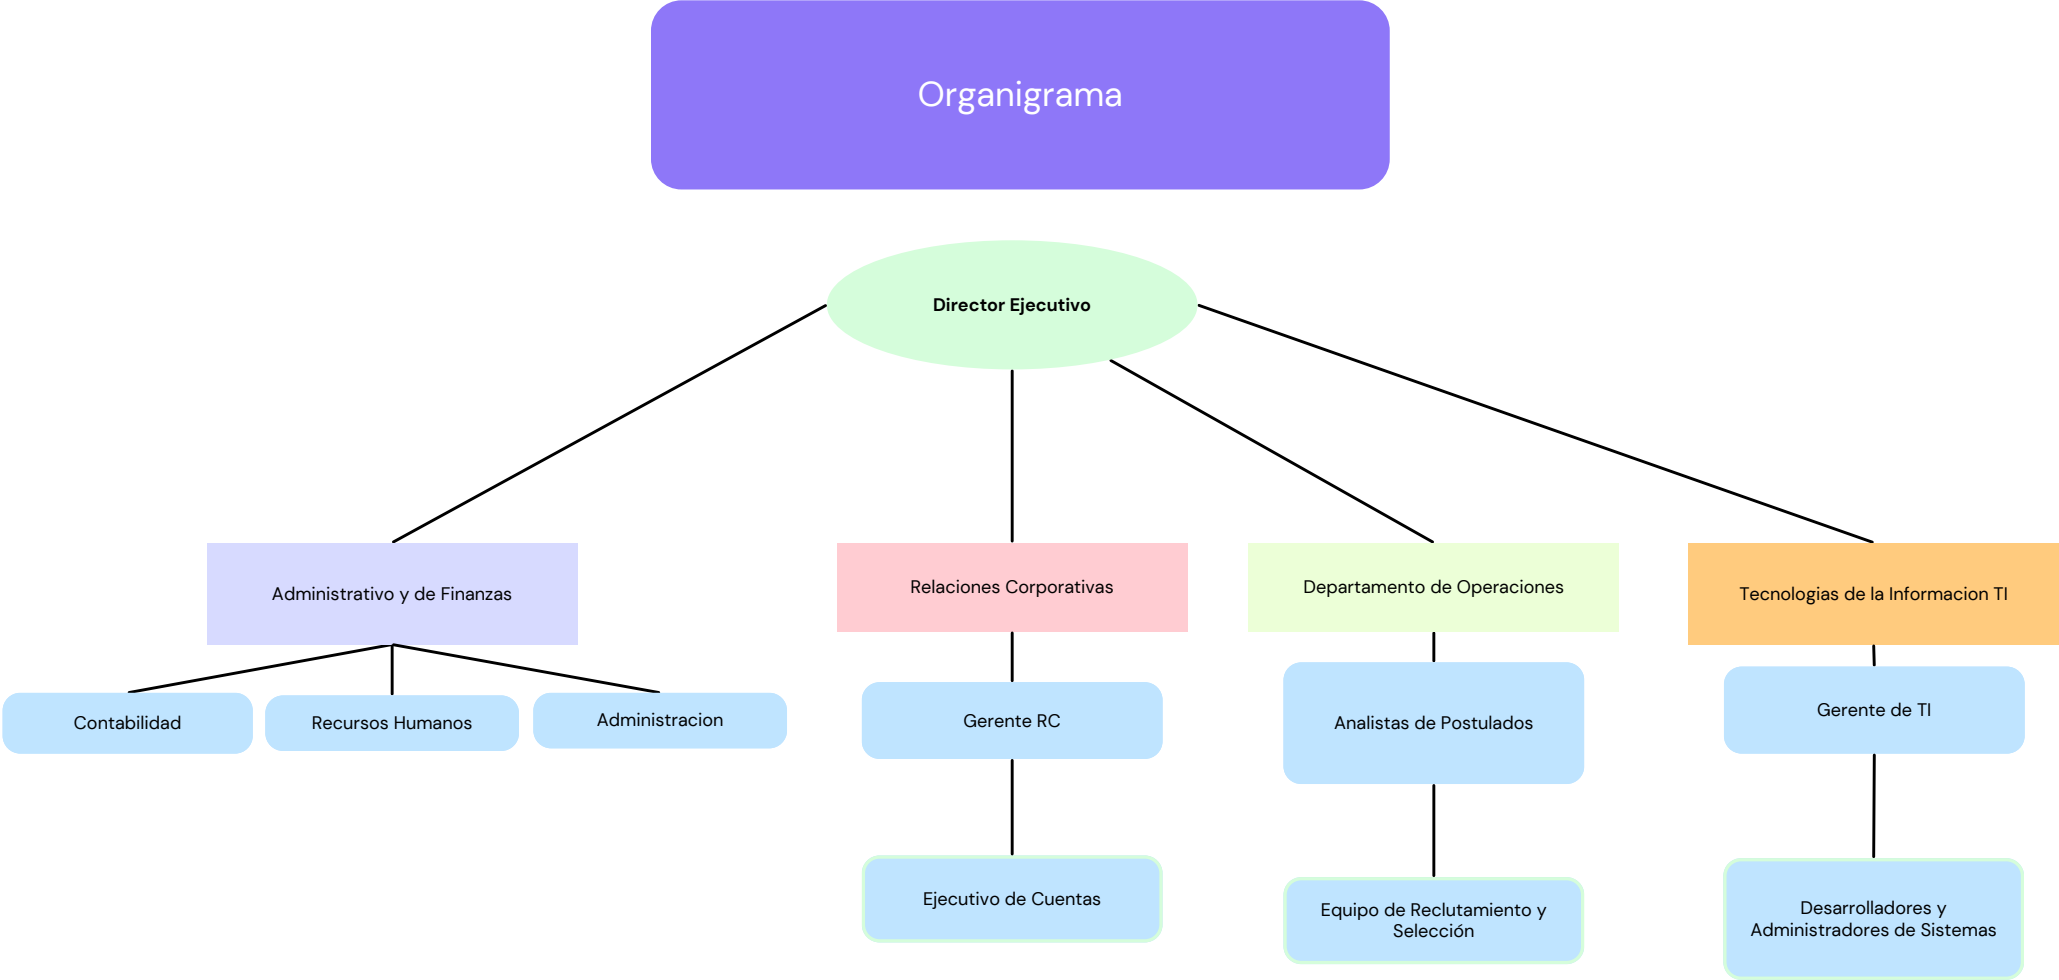 Organigrama
Director Ejecutivo
Administrativo y de Finanzas
Relaciones Corporativas
Departamento de Operaciones
Tecnologias de la Informacion TI
Contabilidad
Recursos Humanos
Administracion
Gerente RC
Analistas de Postulados
Gerente de TI
Ejecutivo de Cuentas
Equipo de Reclutamiento y
Selección
Desarrolladores y
Administradores de Sistemas